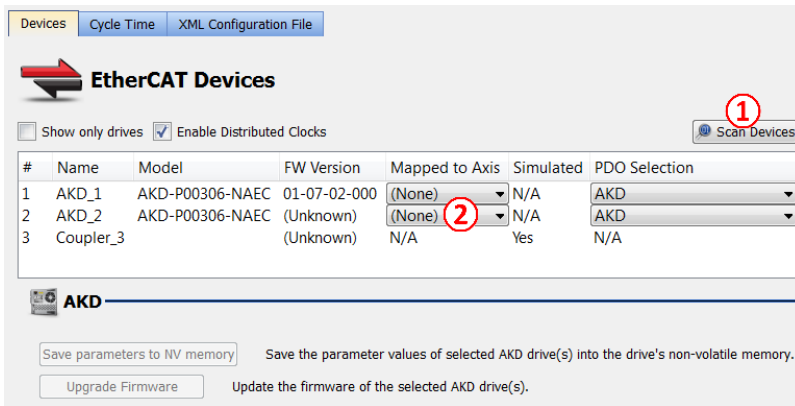 Devices Cycle Time XML Configuration File
EtherCAT Devices
1
Show only drives Enable Distributed Clocks Scan Devices
# Name Model FW Version Mapped to Axis Simulated PDO Selection
1 AKD_1 AKD-P00306-NAEC 01-07-02-000 (None) N/A AKD
2 AKD_2 AKD-P00306-NAEC (Unknown) (None) 2 N/A AKD
3 Coupler_3 (Unknown) N/A Yes N/A
AKD
Save parameters to NV memory Save the parameter values of selected AKD drive(s) into the drive's non-volatile memory.
Upgrade Firmware Update the firmware of the selected AKD drive(s).